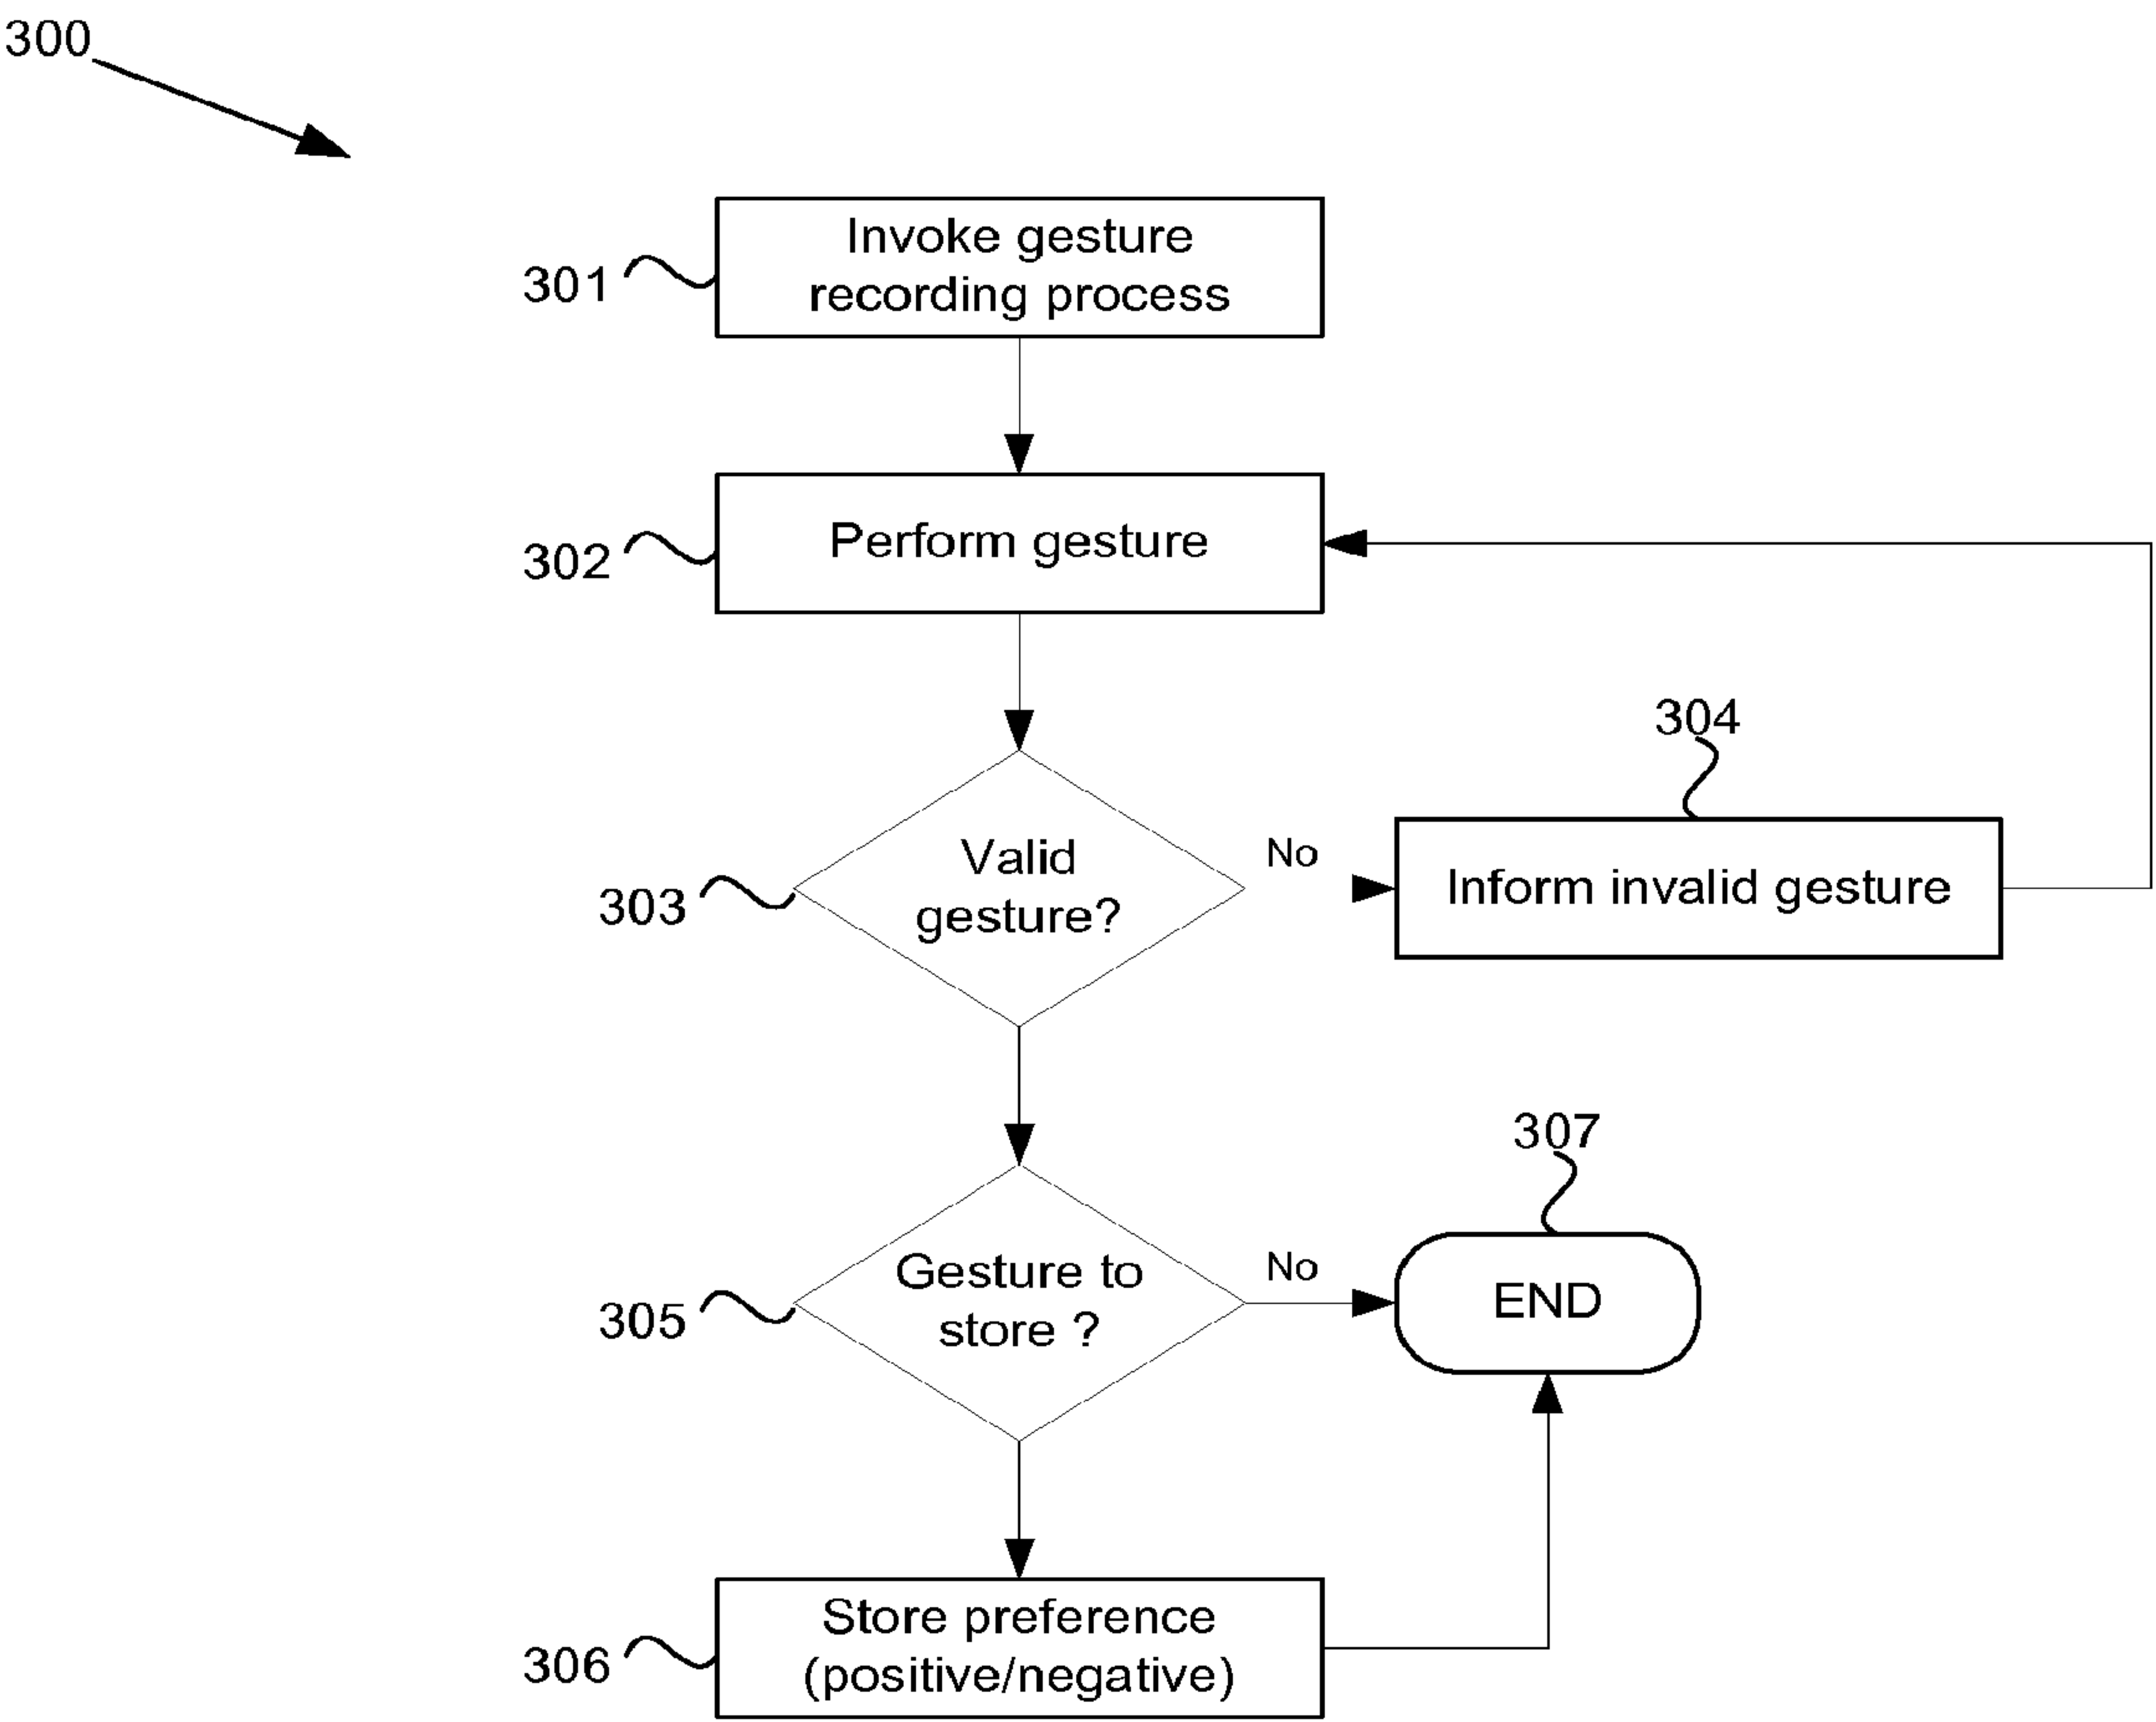 300
301
Invoke gesture
recording process
302
Perform gesture
304
303
Valid
gesture?
No
Inform invalid gesture
307
305
Gesture to
store ?
No
END
306
Store preference
(positive/negative)